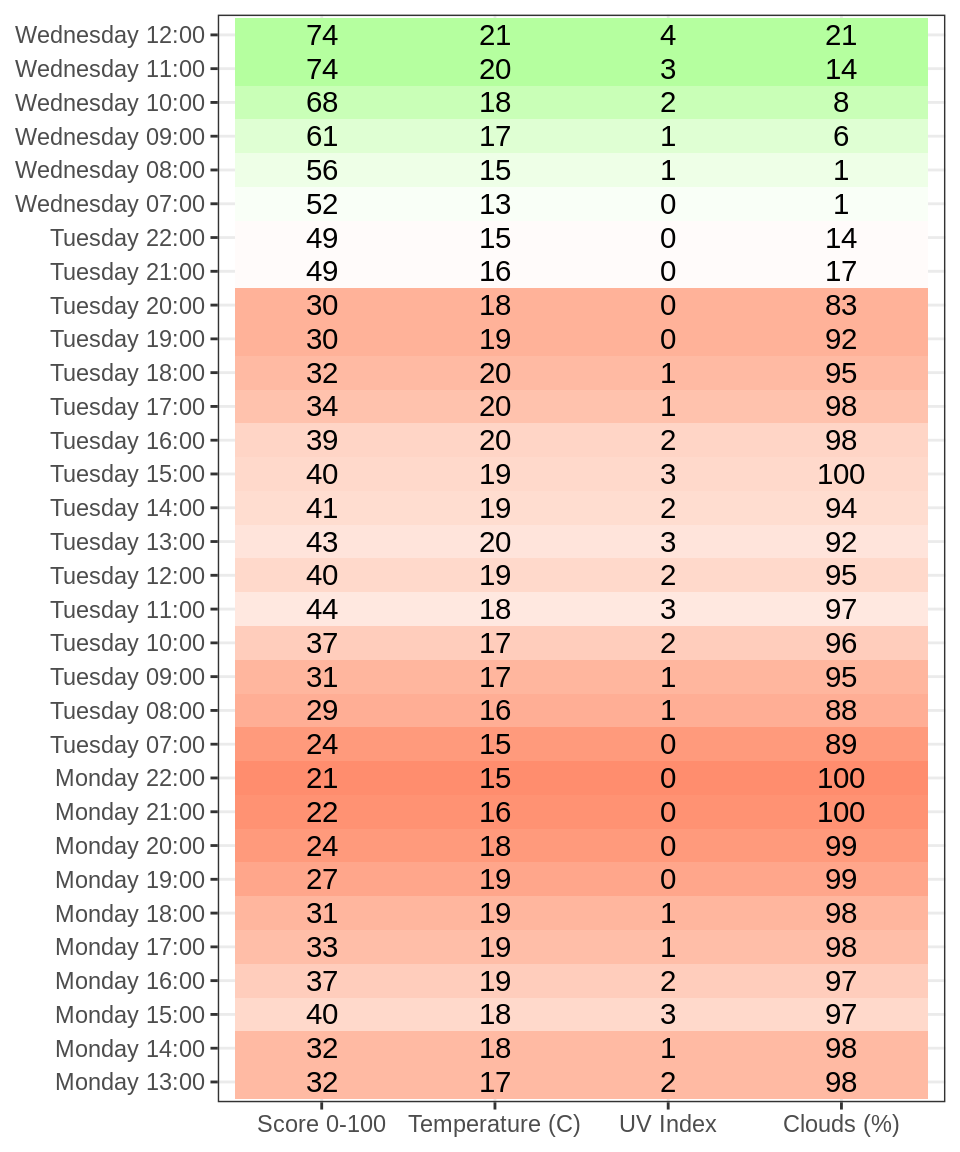 Wednesday 12:00 74 21 4 21
Wednesday 11:00 74 20 3 14
Wednesday 10:00 68 18 2 8
Wednesday 09:00 61 17 1 6
Wednesday 08:00 56 15 1 1
Wednesday 07:00 52 13 0 1
Tuesday 22:00 49 15 0 14
Tuesday 21:00 49 16 0 17
Tuesday 20:00 30 18 0 83
Tuesday 19:00 30 19 0 92
Tuesday 18:00 32 20 1 95
Tuesday 17:00 34 20 1 98
Tuesday 16:00 39 20 2 98
Tuesday 15:00 40 19 3 100
Tuesday 14:00 41 19 2 94
Tuesday 13:00 43 20 3 92
Tuesday 12:00 40 19 2 95
Tuesday 11:00 44 18 3 97
Tuesday 10:00 37 17 2 96
Tuesday 09:00 31 17 1 95
Tuesday 08:00 29 16 1 88
Tuesday 07:00 24 15 0 89
Monday 22:00 21 15 0 100
Monday 21:00 22 16 0 100
Monday 20:00 24 18 0 99
Monday 19:00 27 19 0 99
Monday 18:00 31 19 1 98
Monday 17:00 33 19 1 98
Monday 16:00 37 19 2 97
Monday 15:00 40 18 3 97
Monday 14:00 32 18 1 98
Monday 13:00 32 17 2 98
Score 0-100 Temperature (C) UV Index Clouds (%)